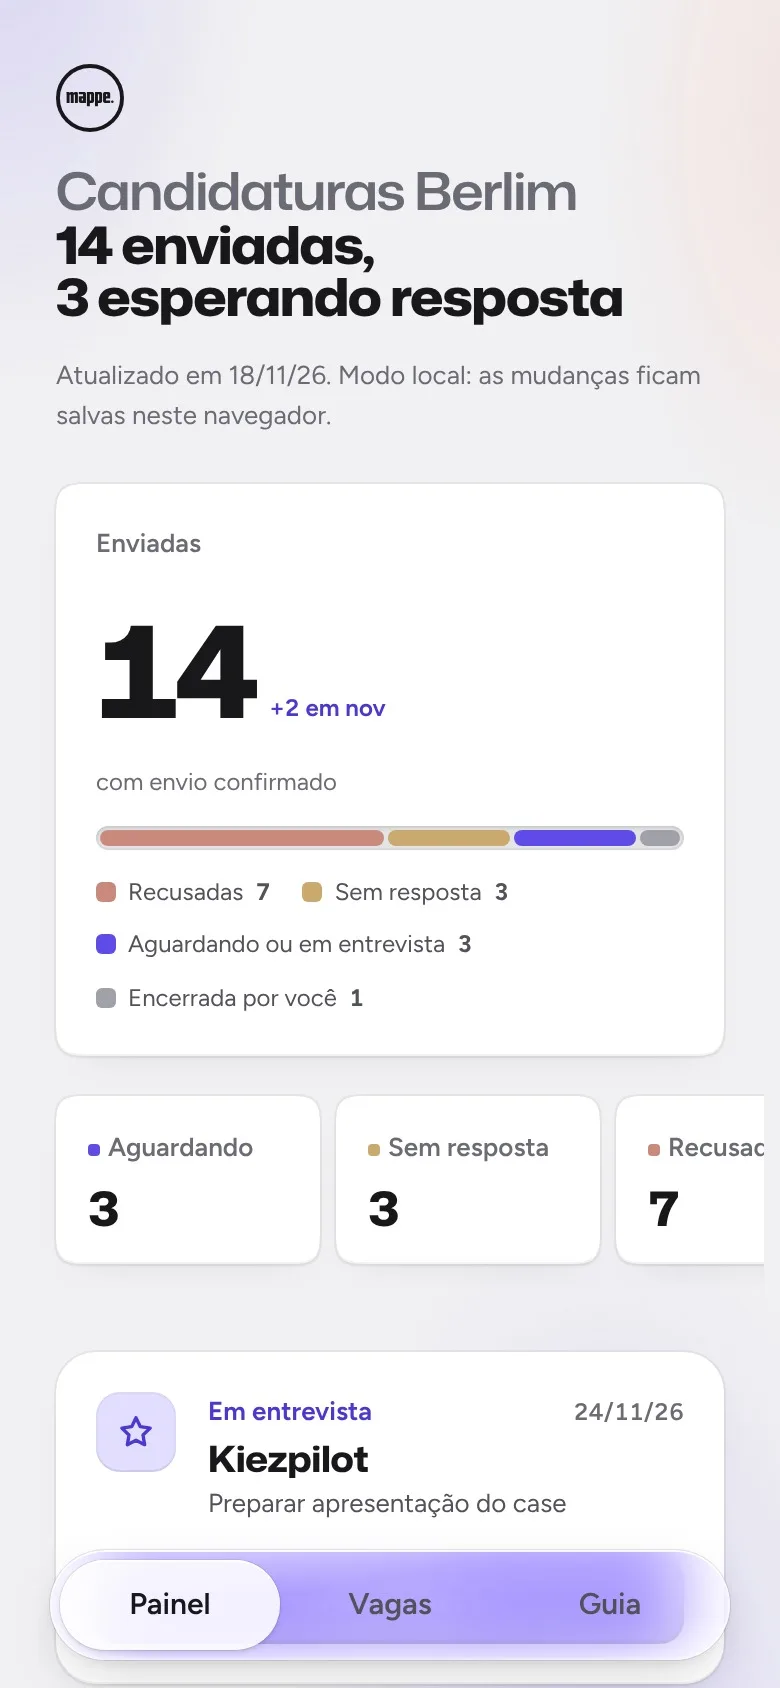 mappe.
Candidaturas Berlim
14 enviadas,
3 esperando resposta
Atualizado em 18/11/26. Modo local: as mudanças ficam
salvas neste navegador.
Enviadas
14 +2 em nov
com envio confirmado
Recusadas 7 Sem resposta 3
Aguardando ou em entrevista 3
Encerrada por você 1
Aguardando Sem resposta Recusad
3 3 7
Em entrevista 24/11/26
Kiezpilot
Preparar apresentação do case
Painel Vagas Guia